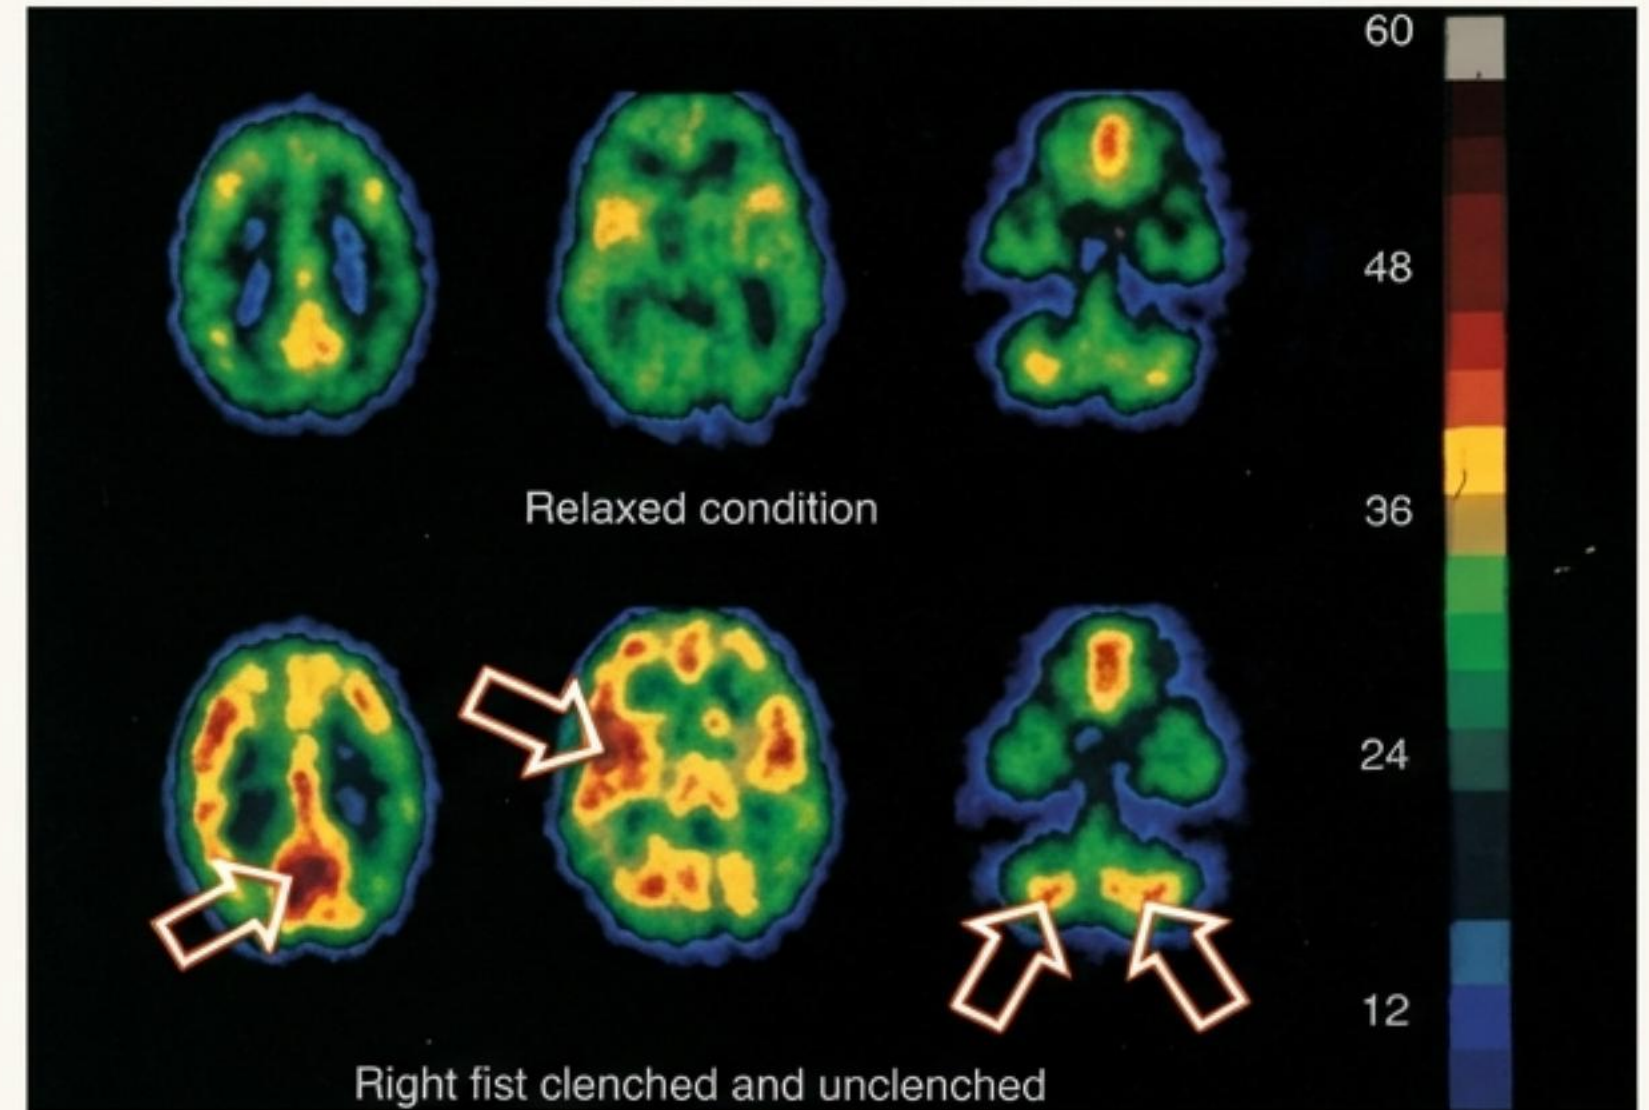 60
48
36
24
12
Relaxed condition
Right fist clenched and unclenched